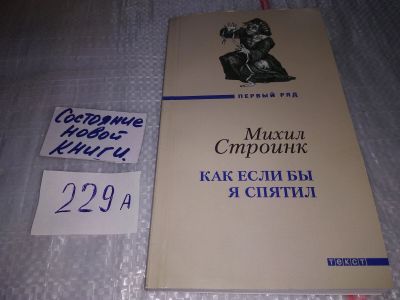 Состояние
новой
книги.
229 А
ПЕРВЫЙ РЯД
Михил
Строинк
КАК ЕСЛИ БЫ
Я СПЯТИЛ
ТЕКСТ